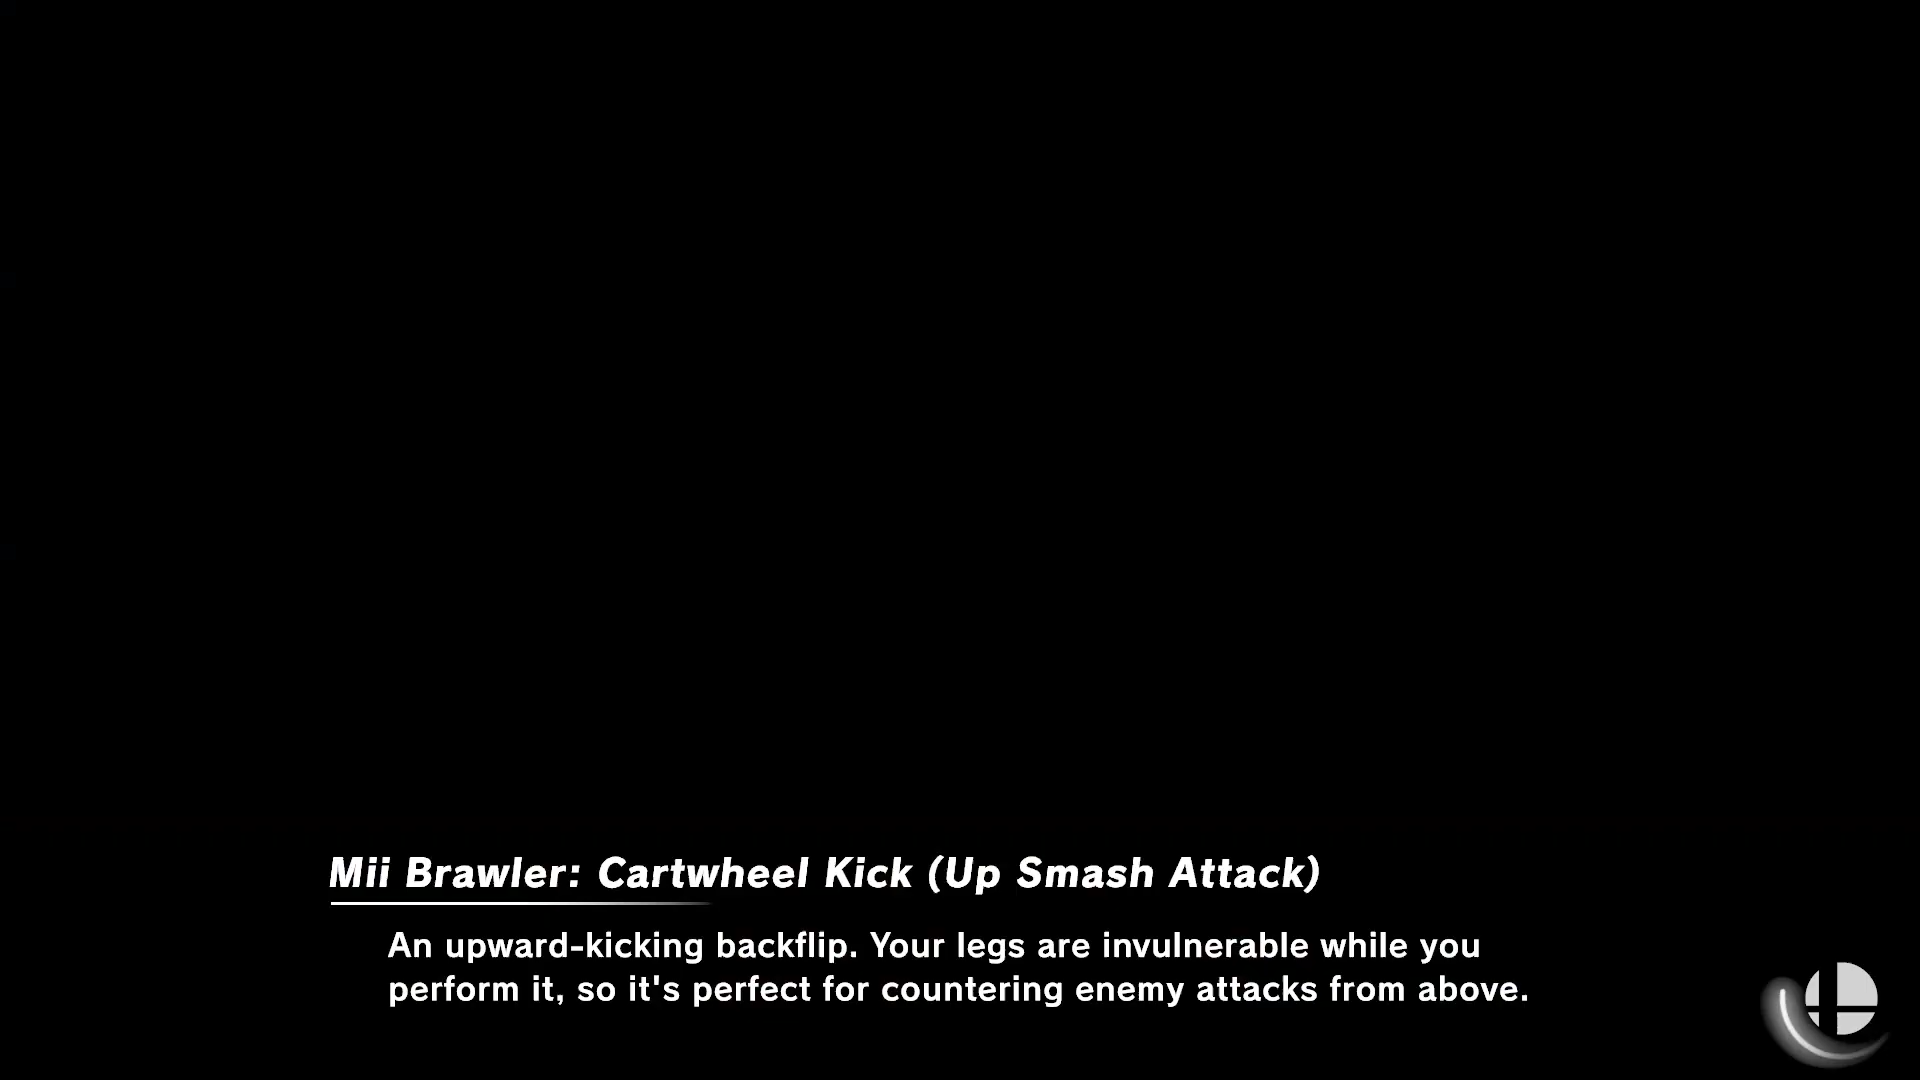 Mii Brawler: Cartwheel Kick (Up Smash Attack)
An upward-kicking backflip. Your legs are invulnerable while you
perform it, so it's perfect for countering enemy attacks from above.